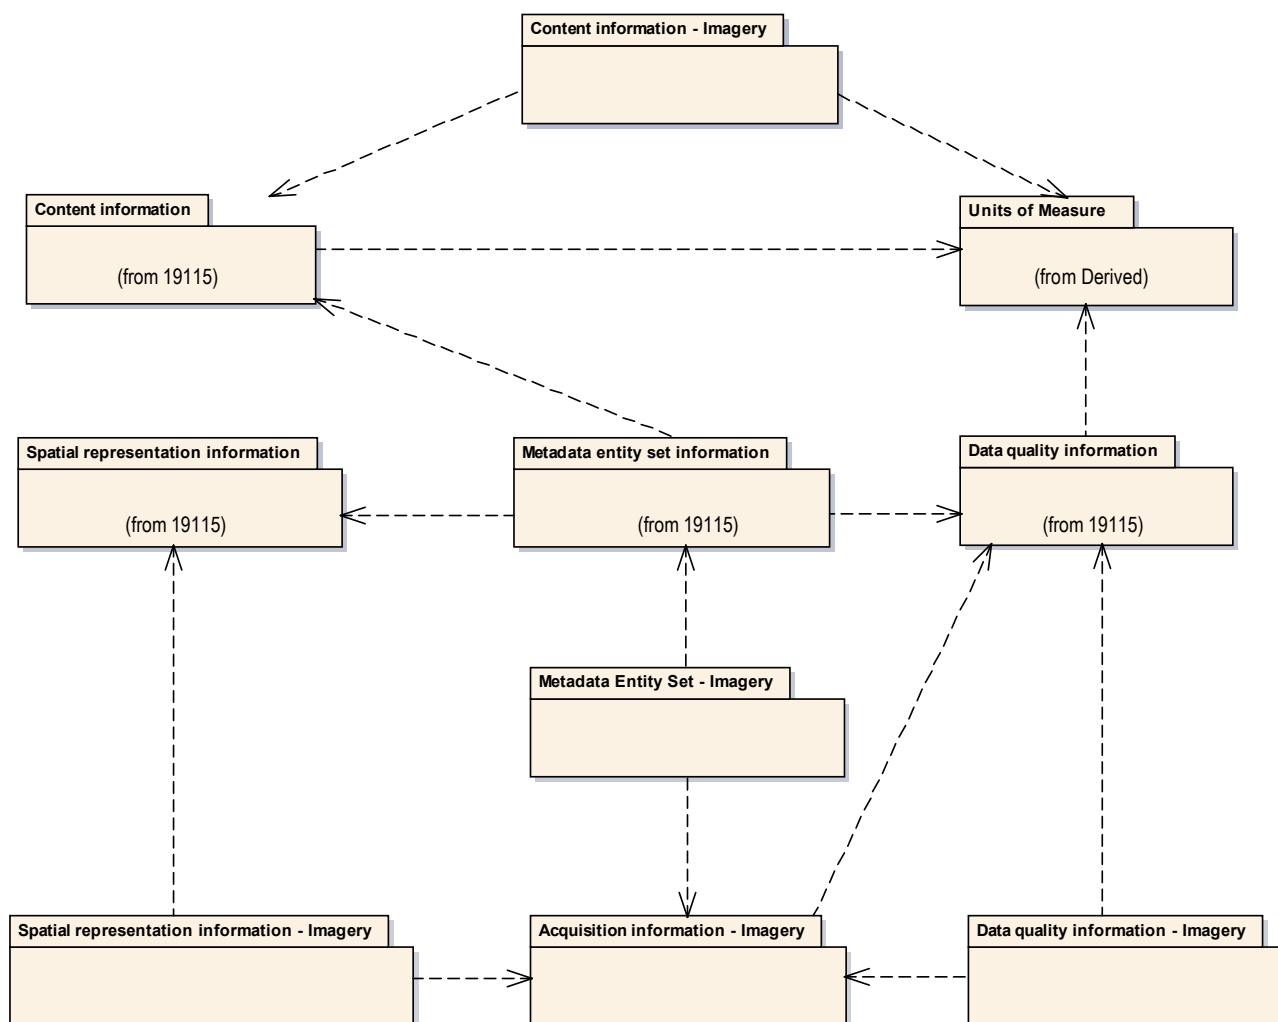 Content information - Imagery
Content information
(from 19115)
Units of Measure
(from Derived)
Spatial representation information
(from 19115)
Metadata entity set information
(from 19115)
Data quality information
(from 19115)
Metadata Entity Set - Imagery
Spatial representation information - Imagery
Acquisition information - Imagery
Data quality information - Imagery